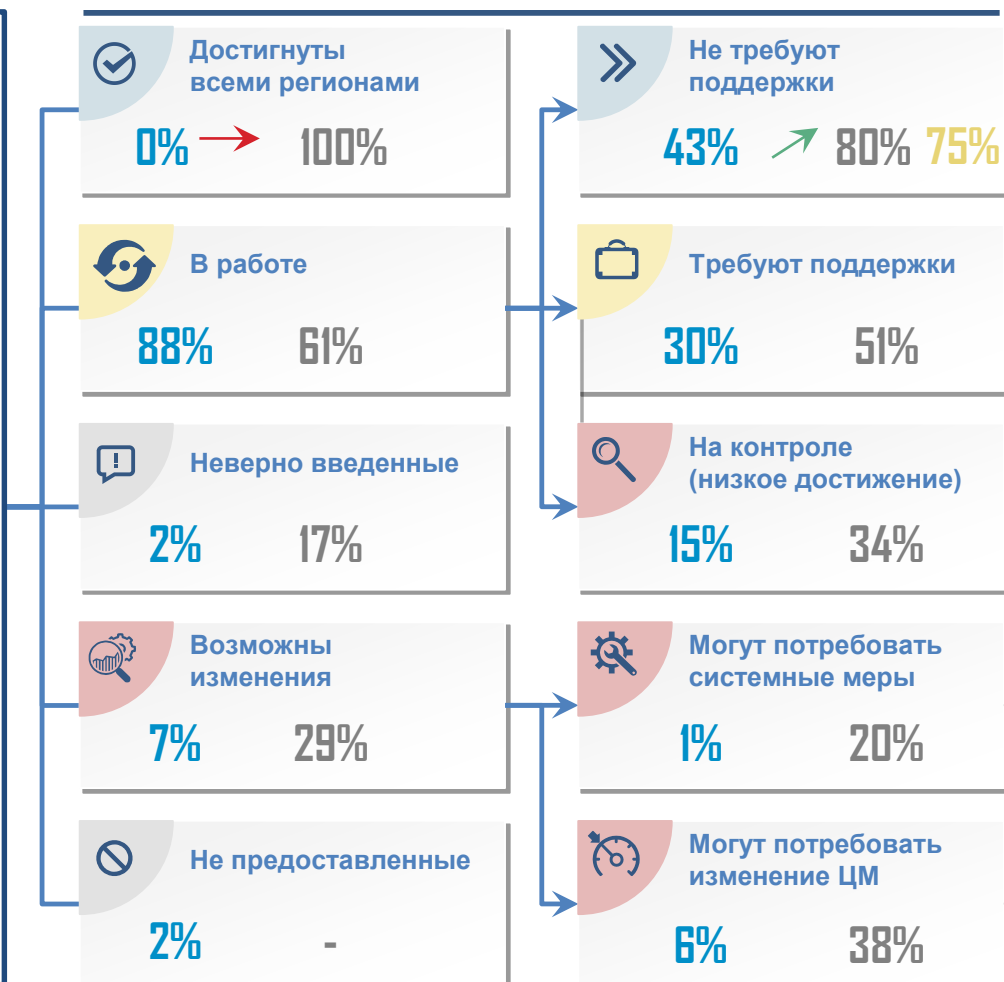 Достигнуты
всеми регионами
0% 100%
В работе
88% 61%
Неверно введенные
2% 17%
Возможны
изменения
7% 29%
Не предоставленные
2% -
Не требуют
поддержки
43% 80% 75%
Требуют поддержки
30% 51%
На контроле
(низкое достижение)
15% 34%
Могут потребовать
системные меры
1% 20%
Могут потребовать
изменение ЦМ
6% 38%